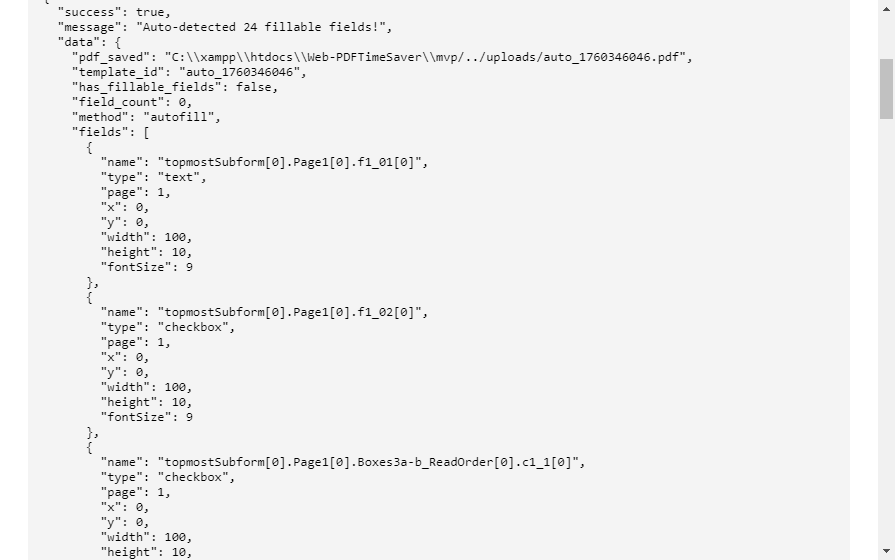 {
"success": true,
"message": "Auto-detected 24 fillable fields!",
"data": {
"pdf_saved": "C:\\xampp\\htdocs\\Web-PDFTimeSaver\\mvp/../uploads/auto_1760346046.pdf",
"template_id": "auto_1760346046",
"has_fillable_fields": false,
"field_count": 0,
"method": "autofill",
"fields": [
{
"name": "topmostSubform[0].Page1[0].f1_01[0]",
"type": "text",
"page": 1,
"x": 0,
"y": 0,
"width": 100,
"height": 10,
"fontSize": 9
},
{
"name": "topmostSubform[0].Page1[0].f1_02[0]",
"type": "checkbox",
"page": 1,
"x": 0,
"y": 0,
"width": 100,
"height": 10,
"fontSize": 9
},
{
"name": "topmostSubform[0].Page1[0].Boxes3a-b_ReadOrder[0].c1_1[0]",
"type": "checkbox",
"page": 1,
"x": 0,
"y": 0,
"width": 100,
"height": 10,